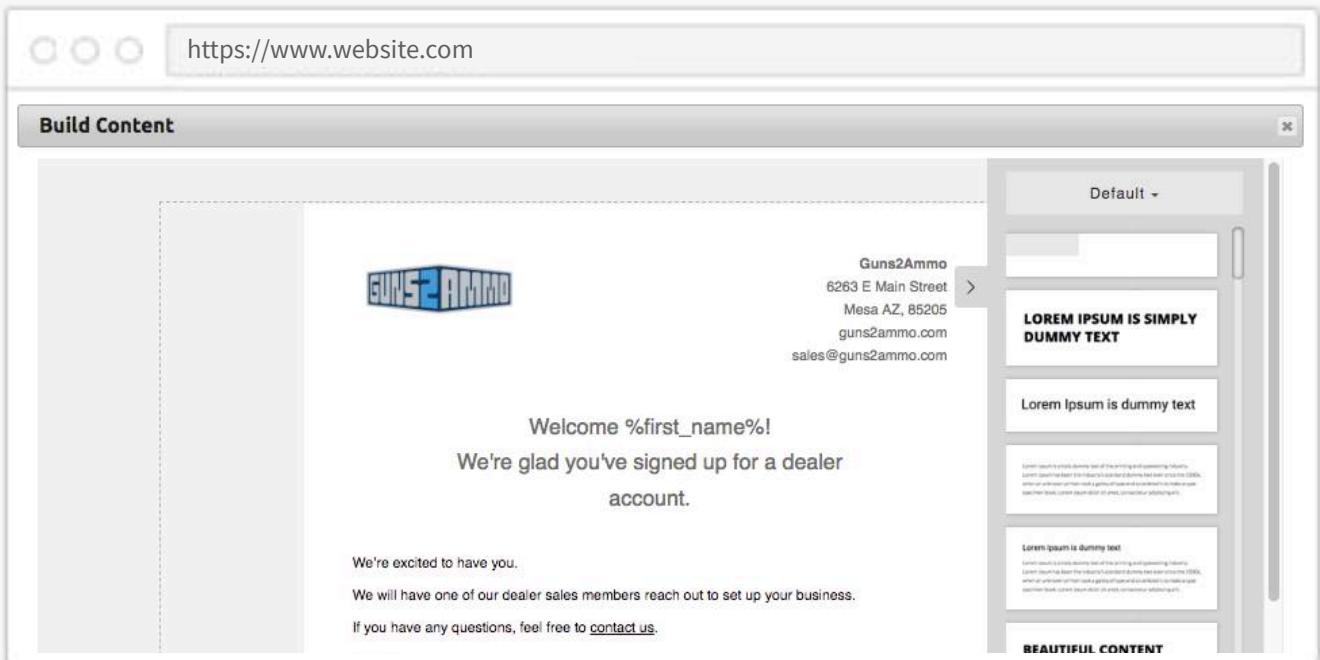 https://www.website.com
Build Content
Default
GUNS2AMMO
Guns2Ammo
6263 E Main Street
Mesa AZ, 85205
guns2ammo.com
sales@guns2ammo.com
Welcome %first_name%!
We're glad you've signed up for a dealer
account.
We're excited to have you.
We will have one of our dealer sales members reach out to set up your business.
If you have any questions, feel free to contact us.
LOREM IPSUM IS SIMPLY
DUMMY TEXT
Lorem Ipsum is dummy text
Lorem Ipsum is dummy text
BEAUTIFUL CONTENT